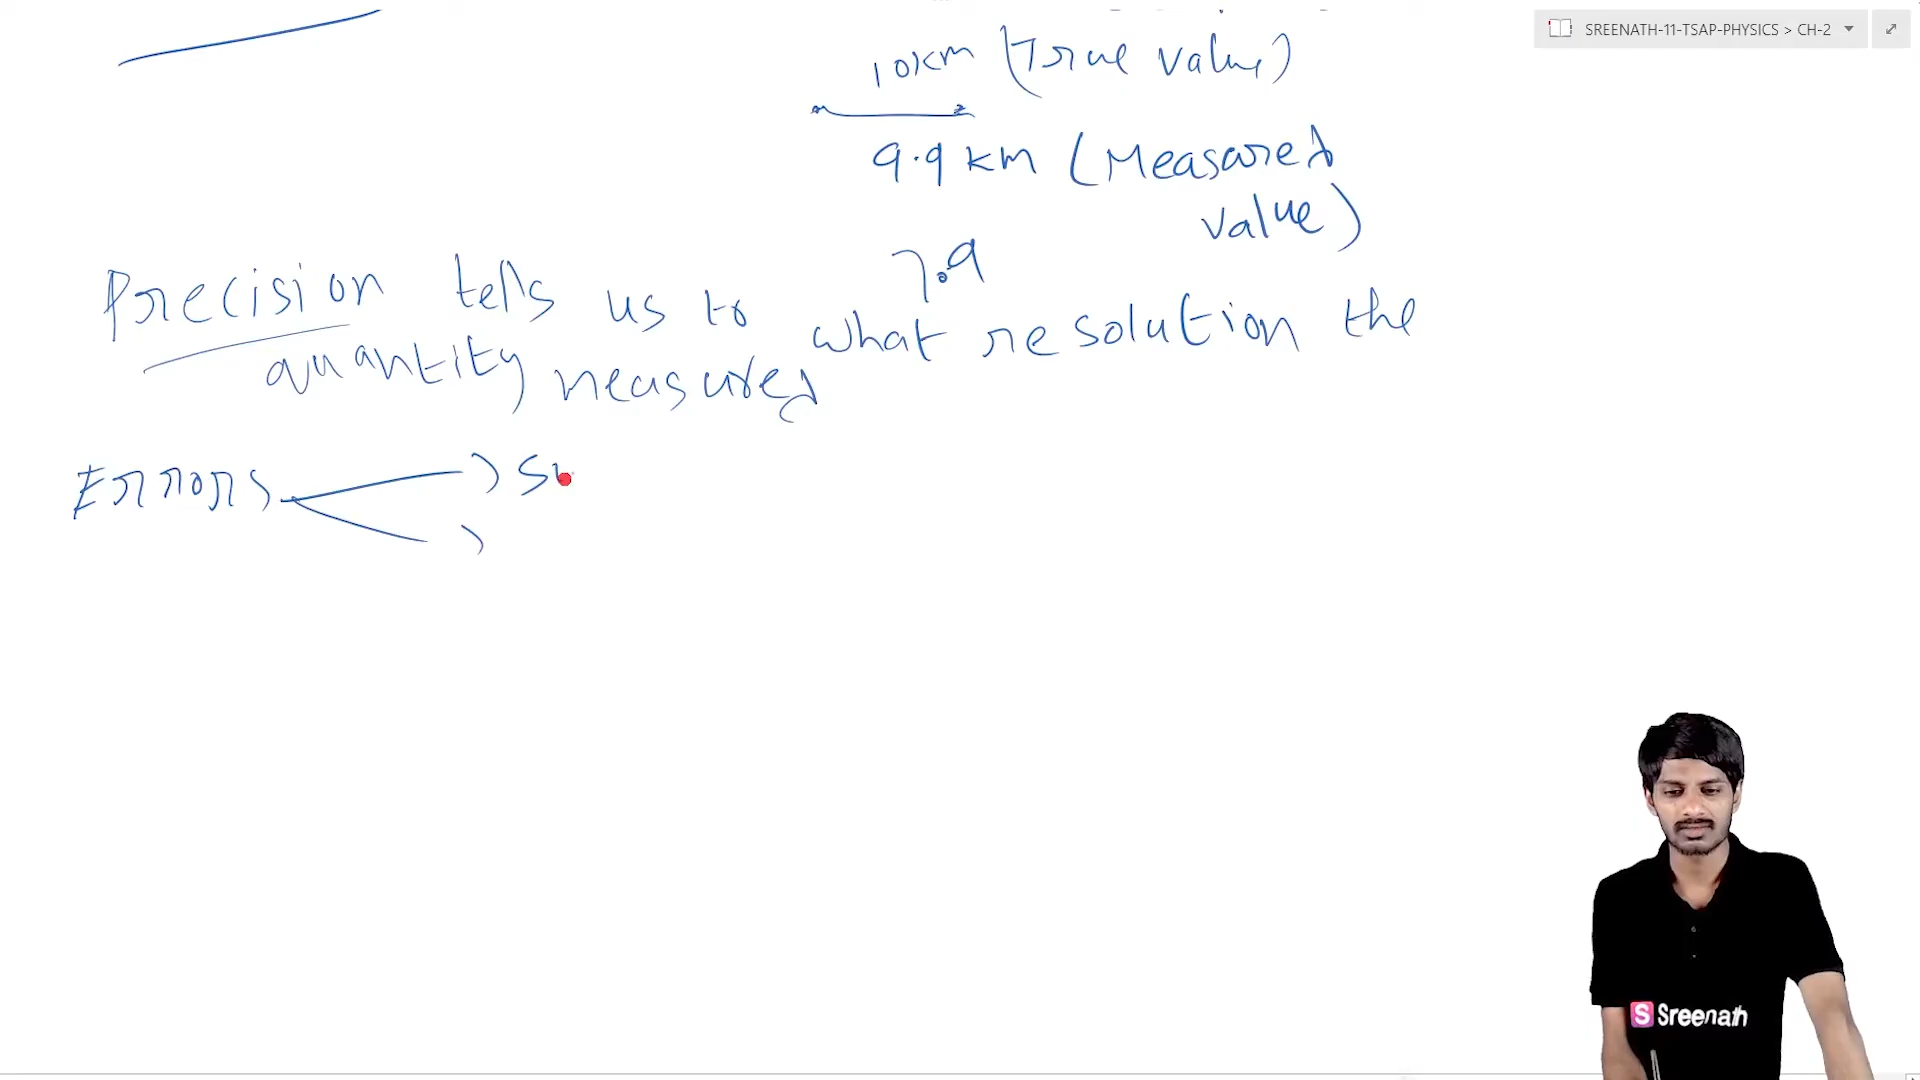 SREENATH-11-TSAP-PHYSICS > CH-2
10km (True value)
9.9 km (Measured
value)
7.9
Precision tells us to what resolution the
quantity measured
Errors
S Sreenath